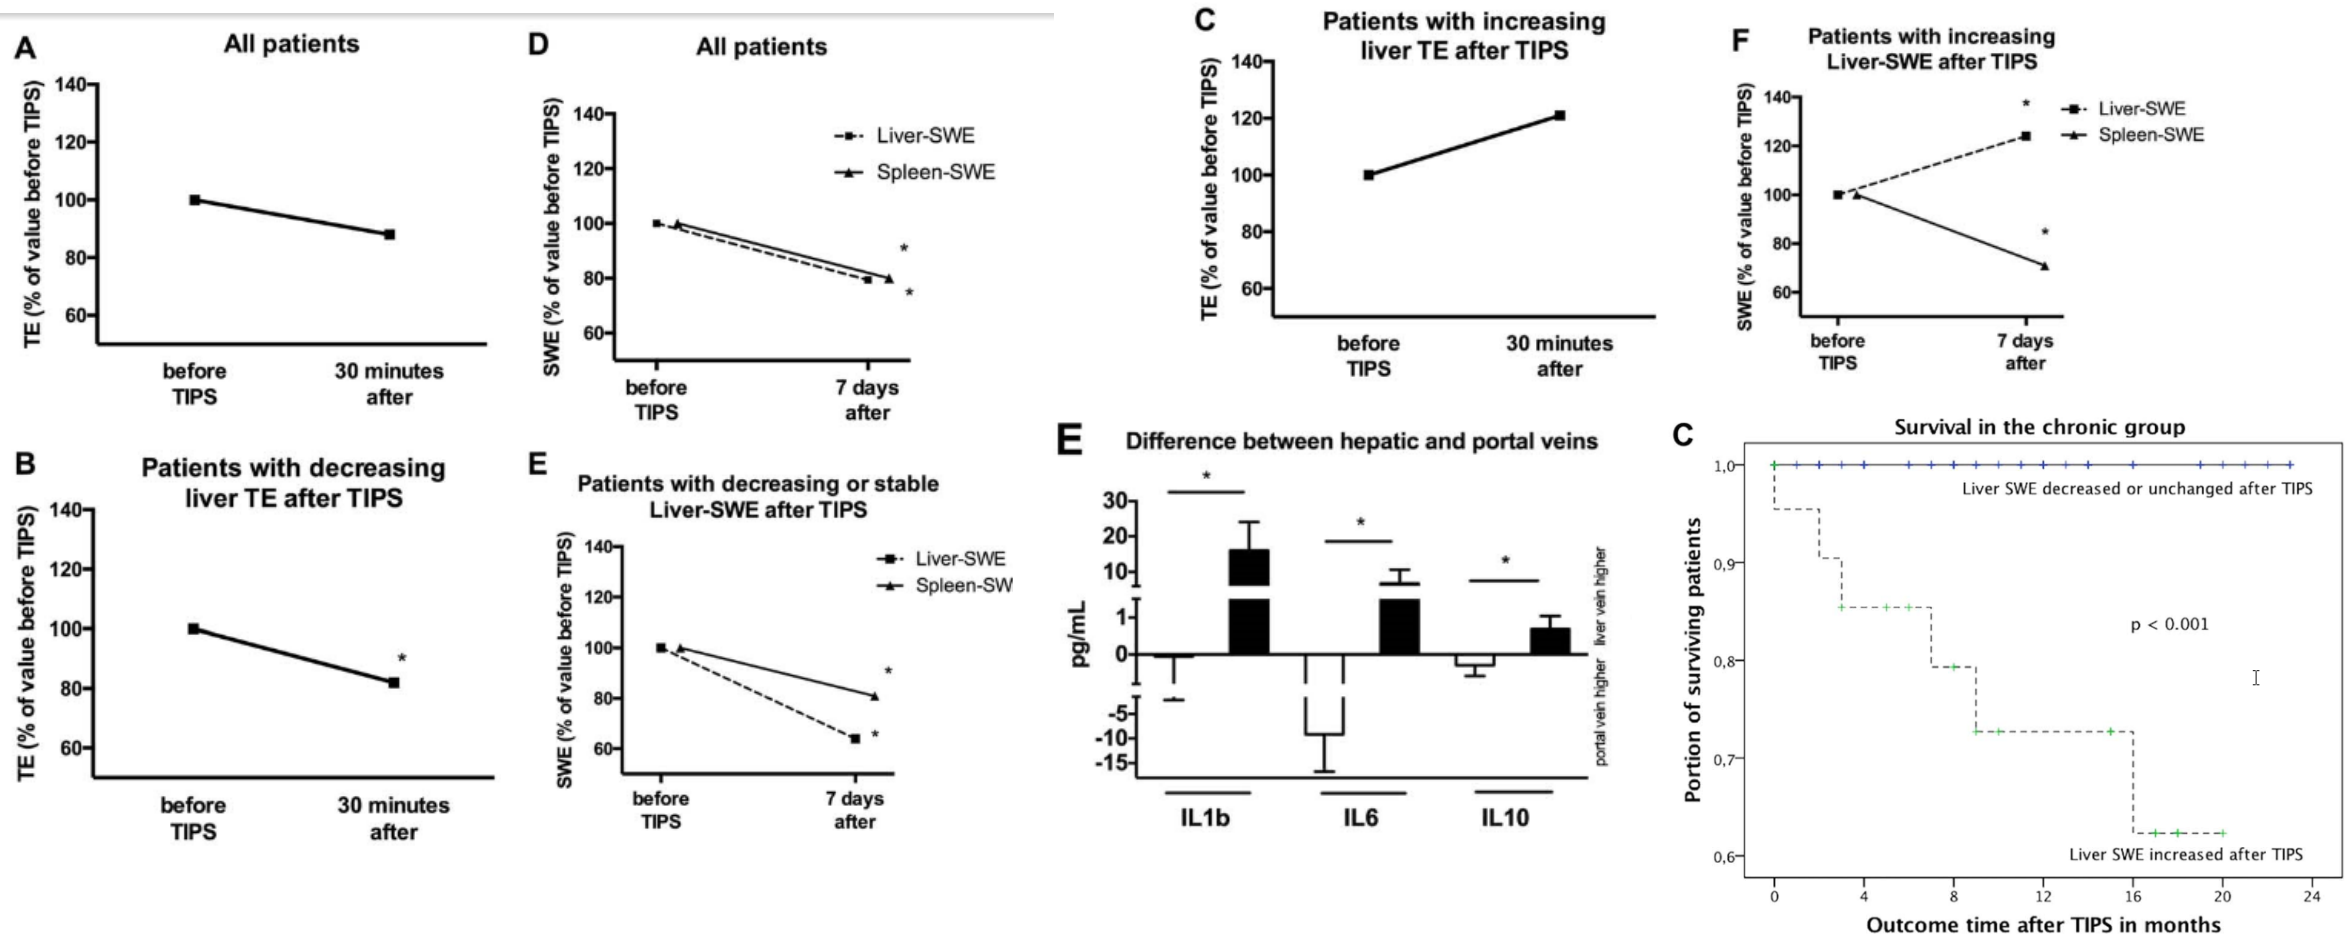 A
All patients
TE (% of value before TIPS)
140
120
100
80
60
before
TIPS
30 minutes
after
D
All patients
SWE (% of value before TIPS)
140
120
100
80
60
Liver-SWE
Spleen-SWE
*
*
before
TIPS
7 days
after
C
Patients with increasing
liver TE after TIPS
TE (% of value before TIPS)
140
120
100
80
60
before
TIPS
30 minutes
after
F
Patients with increasing
Liver-SWE after TIPS
SWE (% of value before TIPS)
140
120
100
80
60
*
*
Liver-SWE
Spleen-SWE
before
TIPS
7 days
after
B
Patients with decreasing
liver TE after TIPS
TE (% of value before TIPS)
140
120
100
80
60
*
before
TIPS
30 minutes
after
E
Patients with decreasing or stable
Liver-SWE after TIPS
SWE (% of value before TIPS)
140
120
100
80
60
Liver-SWE
Spleen-SW
*
*
before
TIPS
7 days
after
E
Difference between hepatic and portal veins
pg/mL
30
20
10
1
0
-5
-10
-15
*
*
*
liver vein higher
portal vein higher
IL1b
IL6
IL10
C
Survival in the chronic group
Portion of surviving patients
1,0
0,9
0,8
0,7
0,6
Liver SWE decreased or unchanged after TIPS
p < 0.001
Liver SWE increased after TIPS
0
4
8
12
16
20
24
Outcome time after TIPS in months